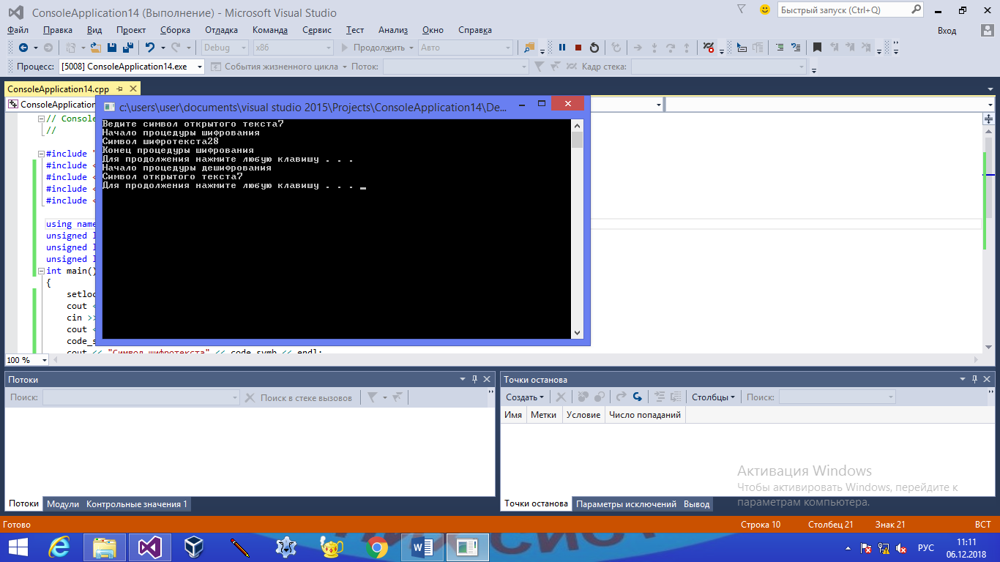 ConsoleApplication14 (Выполнение) - Microsoft Visual Studio
Быстрый запуск (Ctrl+Q)
Файл Правка Вид Проект Сборка Отладка Команда Сервис Тест Анализ Окно Справка Вход
Debug x86 Продолжить Авто
Процесс: [5008] ConsoleApplication14.exe События жизненного цикла Поток: Кадр стека:
ConsoleApplication14.cpp
ConsoleApplication
c:\users\user\documents\visual studio 2015\Projects\ConsoleApplication14\De...
Ведите символ открытого текста7
Начало процедуры шифрования
Символ шифротекста28
Конец процедуры шифрования
Для продолжения нажмите любую клавишу . . .
Начало процедуры дешифрования
Символ открытого текста7
Для продолжения нажмите любую клавишу . . .
// Console
//
#include "
#include <
#include <
#include <
#include <
using name
unsigned l
unsigned l
unsigned l
int main()
{
setloc
cout <
cin >>
cout <
code_s
cout << "Символ шифротекста" << code_symb << endl;
100 %
Потоки
Поиск: Поиск в стеке вызовов
Потоки Модули Контрольные значения 1
Точки останова
Создать Столбцы Поиск:
Имя Метки Условие Число попаданий
Активация Windows
Чтобы активировать Windows, перейдите к
параметрам компьютера.
Точки останова Параметры исключений Вывод
Готово Строка 10 Столбец 21 Знак 21 ВСТ
РУС 11:11
06.12.2018